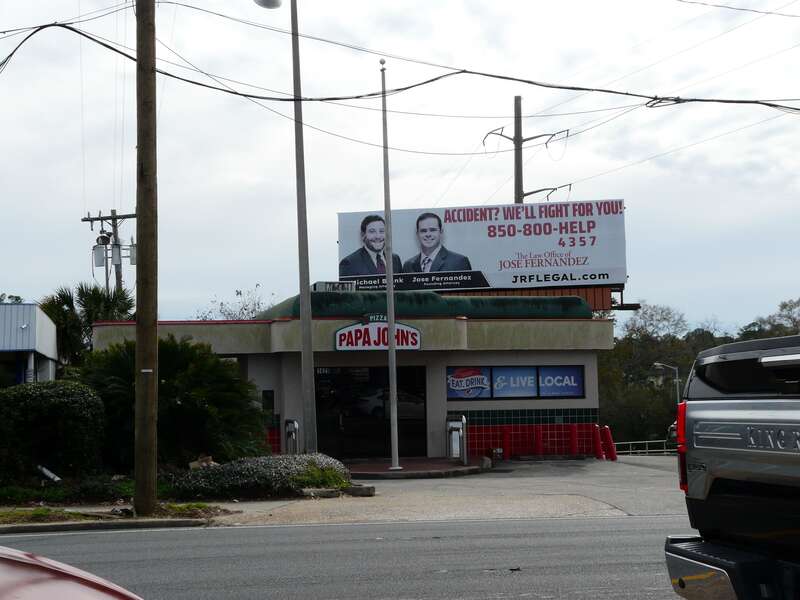 ACCIDENT? WE'LL FIGHT FOR YOU!
850-800-HELP
4357
The Law Office of
JOSE FERNANDEZ
JRFLEGAL.com
Jose Fernandez
PIZZA
PAPA JOHN'S
EAT, DRINK,
& LIVE LOCAL
KING R